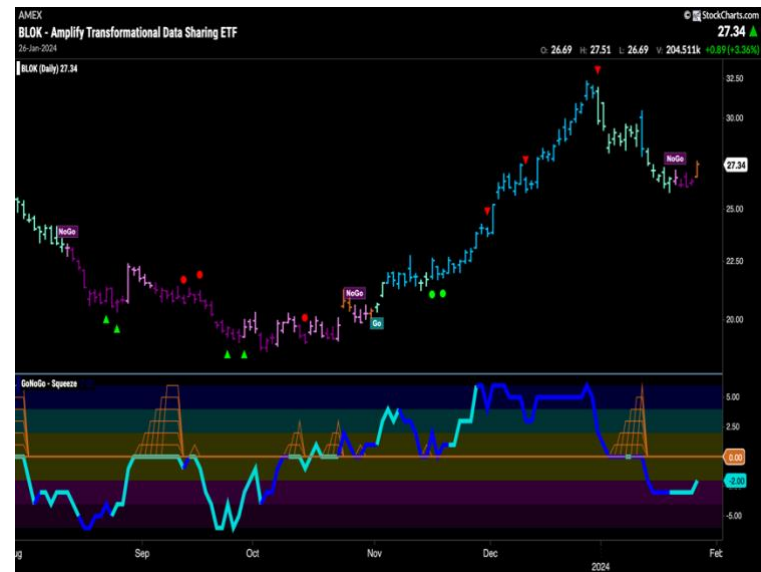 AMEX
© StockCharts.com
BLOK - Amplify Transformational Data Sharing ETF
27.34
26-Jan-2024
O: 26.69 H: 27.51 L: 26.69 V: 204.511k +0.89 (+3.36%)
BLOK (Daily) 27.34
32.50
30.00
NoGo
27.34
25.00
NoGo
22.50
NoGo
Go
20.00
GoNoGo - Squeeze
5.00
2.50
0.00
-2.00
-5.00
ug Sep Oct Nov Dec 2024 Feb